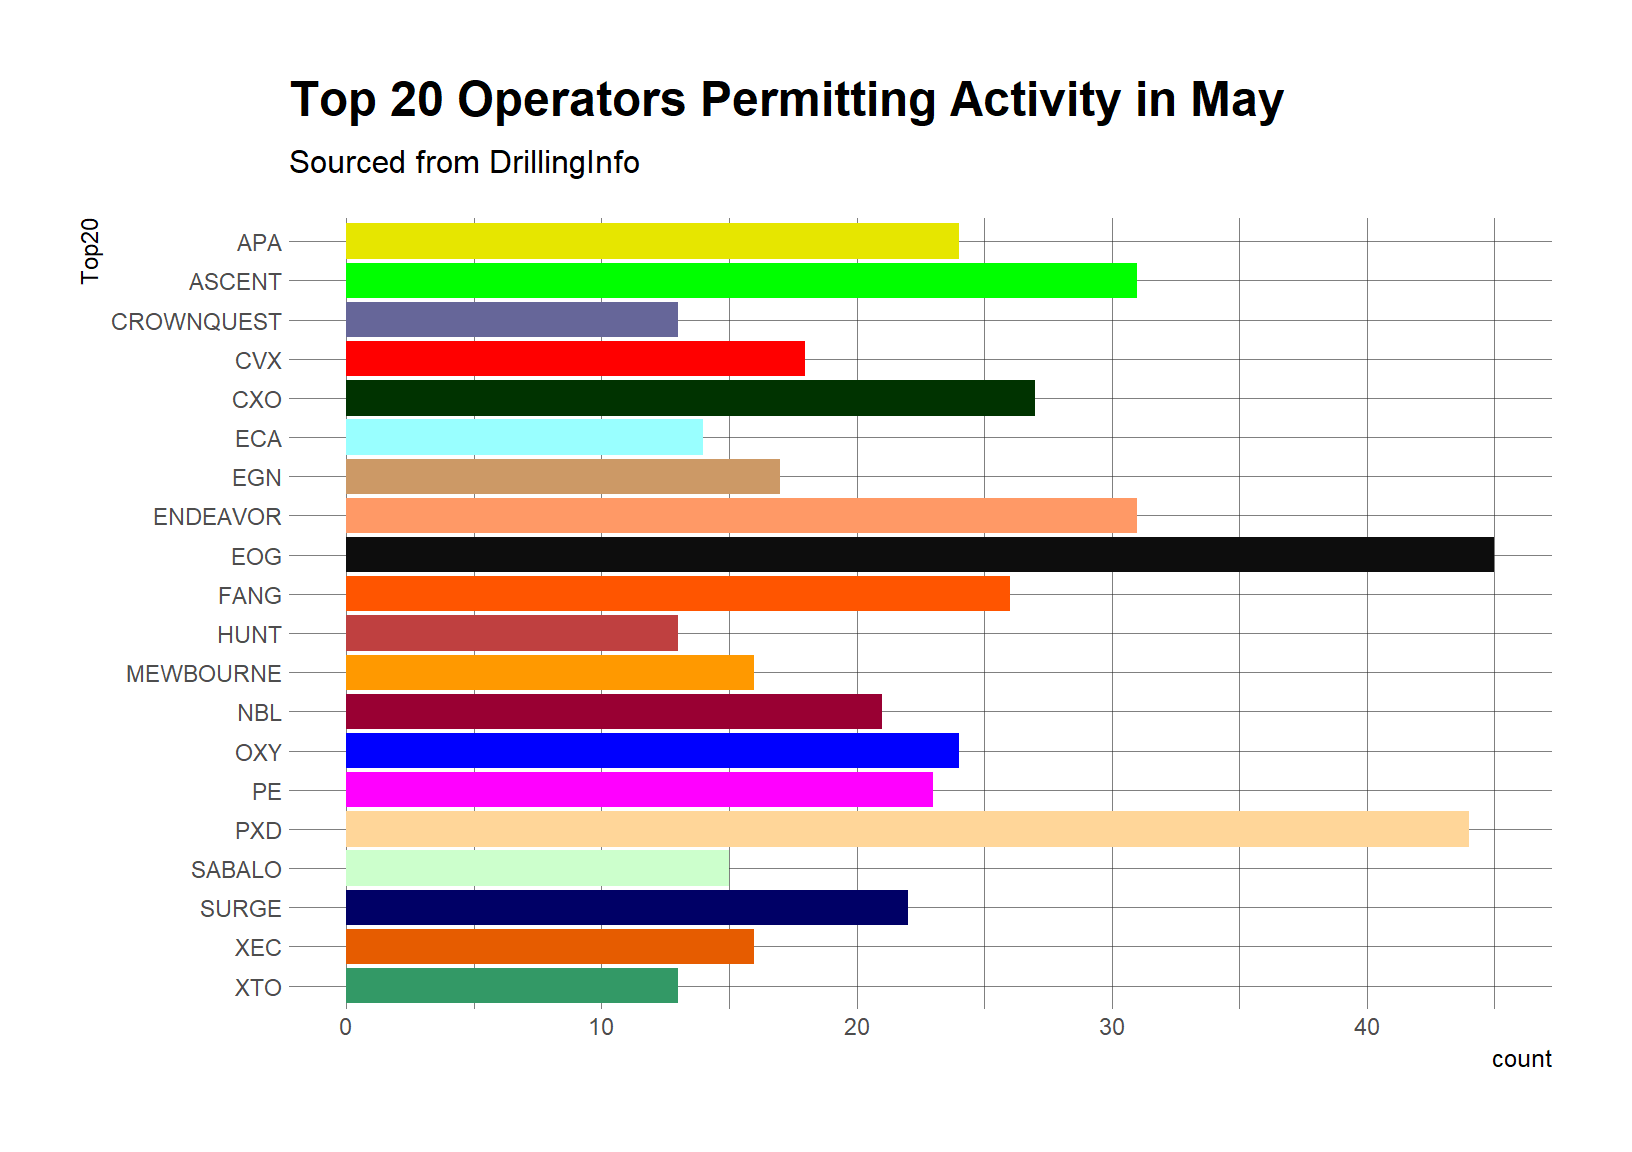 Top 20 Operators Permitting Activity in May
Sourced from DrillingInfo
Top20
APA
ASCENT
CROWNQUEST
CVX
CXO
ECA
EGN
ENDEAVOR
EOG
FANG
HUNT
MEWBOURNE
NBL
OXY
PE
PXD
SABALO
SURGE
XEC
XTO
0 10 20 30 40
count